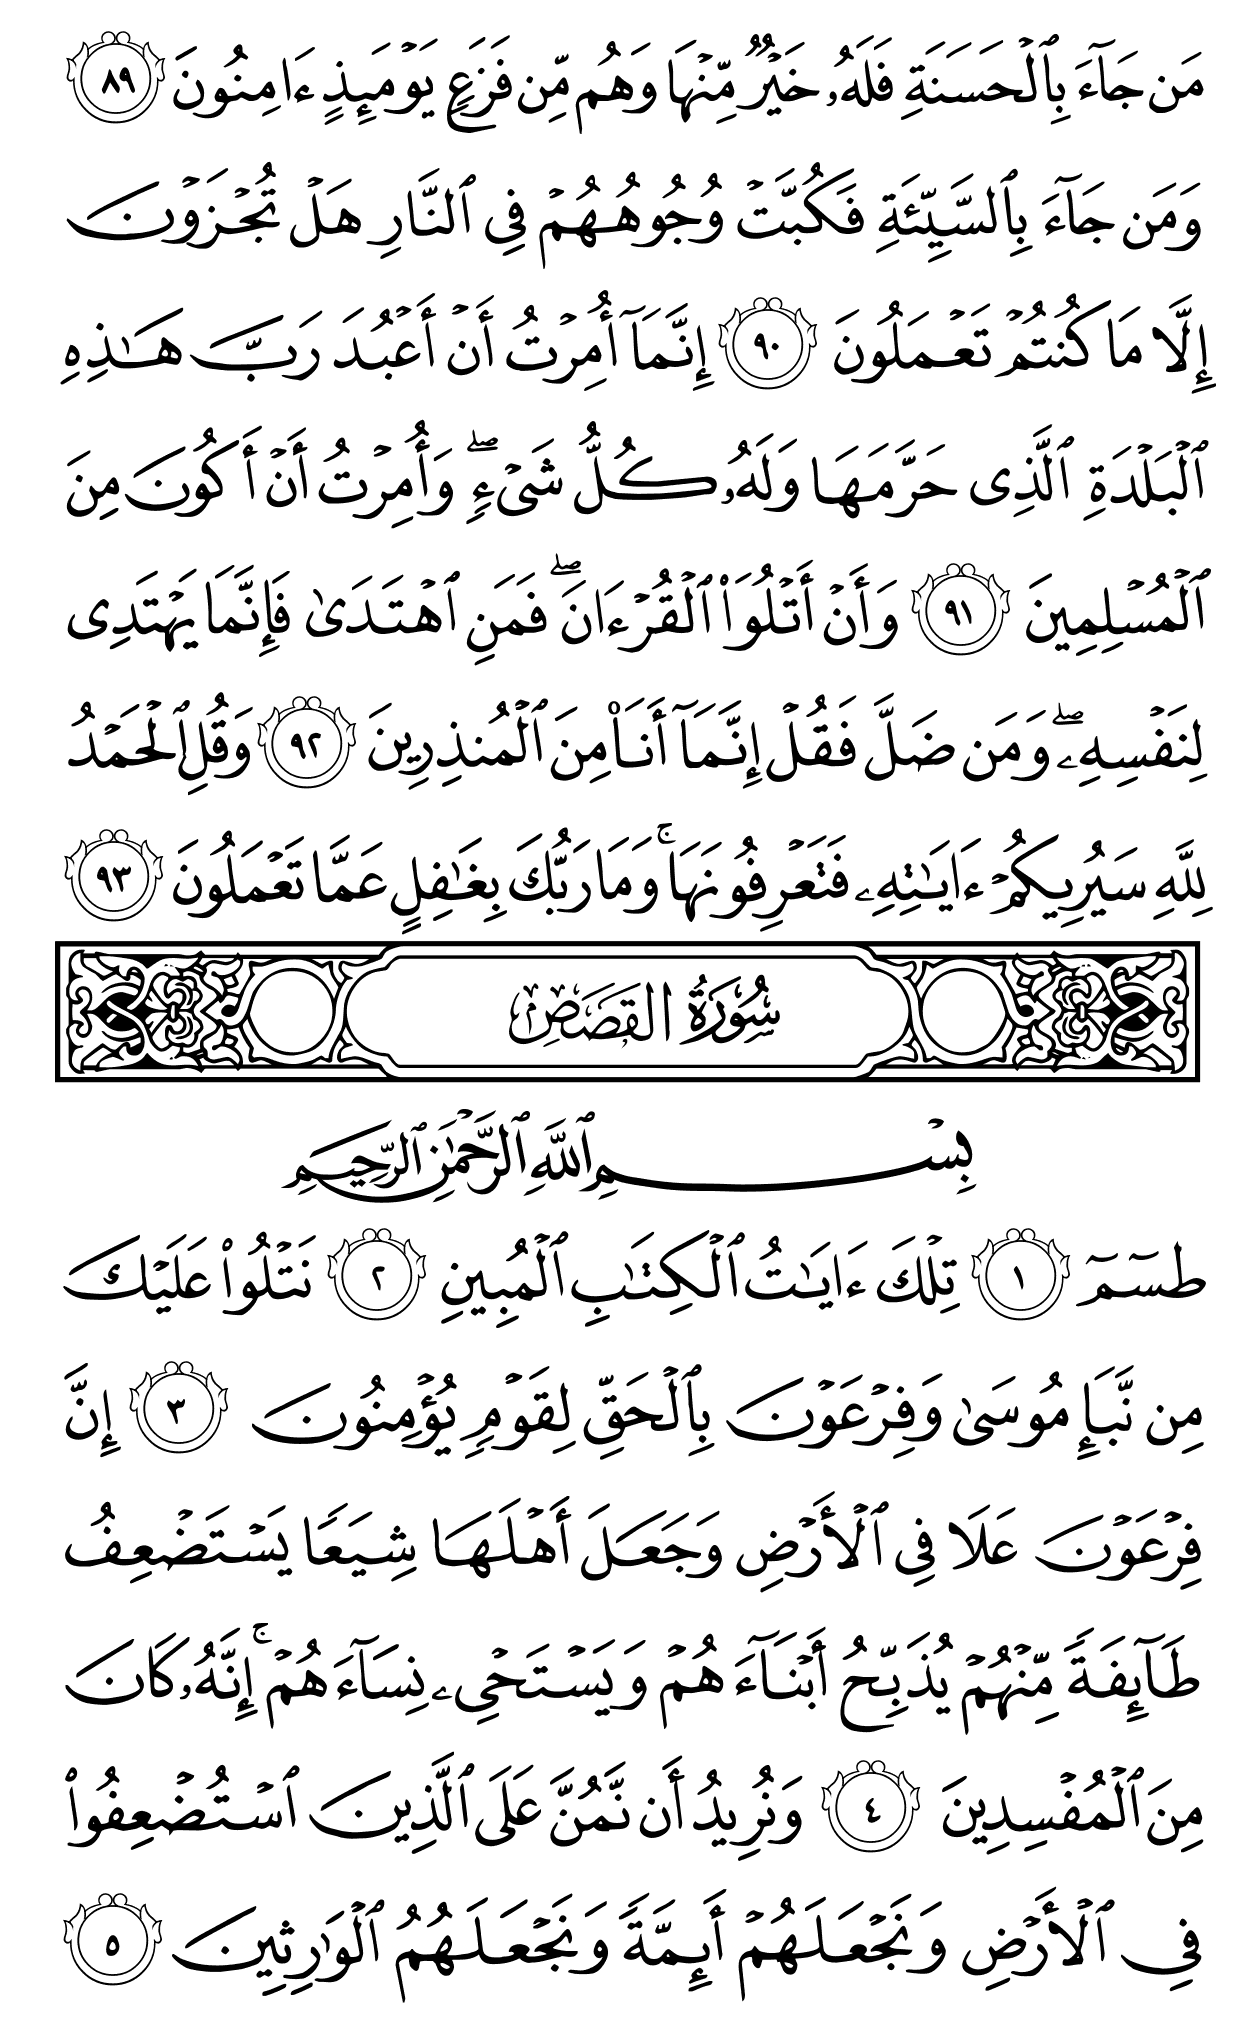 مَن جَآءَ بِٱلْحَسَنَةِ فَلَهُۥ خَيْرٌ مِّنْهَا وَهُم مِّن فَزَعٍ يَوْمَئِذٍ ءَامِنُونَ ٨٩
وَمَن جَآءَ بِٱلسَّيِّئَةِ فَكُبَّتْ وُجُوهُهُمْ فِى ٱلنَّارِ هَلْ تُجْزَوْنَ
إِلَّا مَا كُنتُمْ تَعْمَلُونَ ٩٠ إِنَّمَآ أُمِرْتُ أَنْ أَعْبُدَ رَبَّ هَـٰذِهِ
ٱلْبَلْدَةِ ٱلَّذِى حَرَّمَهَا وَلَهُۥ كُلُّ شَىْءٍۖ وَأُمِرْتُ أَنْ أَكُونَ مِنَ
ٱلْمُسْلِمِينَ ٩١ وَأَنْ أَتْلُوَا۟ ٱلْقُرْءَانَۖ فَمَنِ ٱهْتَدَىٰ فَإِنَّمَا يَهْتَدِى
لِنَفْسِهِۦۖ وَمَن ضَلَّ فَقُلْ إِنَّمَآ أَنَا۠ مِنَ ٱلْمُنذِرِينَ ٩٢ وَقُلِ ٱلْحَمْدُ
لِلَّهِ سَيُرِيكُمْ ءَايَـٰتِهِۦ فَتَعْرِفُونَهَاۚ وَمَا رَبُّكَ بِغَـٰفِلٍ عَمَّا تَعْمَلُونَ ٩٣
سُورَةُ القَصَصِ
بِسْمِ ٱللَّهِ ٱلرَّحْمَـٰنِ ٱلرَّحِيمِ
طسٓمٓ ١ تِلْكَ ءَايَـٰتُ ٱلْكِتَـٰبِ ٱلْمُبِينِ ٢ نَتْلُوا۟ عَلَيْكَ
مِن نَّبَإِ مُوسَىٰ وَفِرْعَوْنَ بِٱلْحَقِّ لِقَوْمٍ يُؤْمِنُونَ ٣ إِنَّ
فِرْعَوْنَ عَلَا فِى ٱلْأَرْضِ وَجَعَلَ أَهْلَهَا شِيَعًا يَسْتَضْعِفُ
طَآئِفَةً مِّنْهُمْ يُذَبِّحُ أَبْنَآءَهُمْ وَيَسْتَحْىِۦ نِسَآءَهُمْۚ إِنَّهُۥ كَانَ
مِنَ ٱلْمُفْسِدِينَ ٤ وَنُرِيدُ أَن نَّمُنَّ عَلَى ٱلَّذِينَ ٱسْتُضْعِفُوا۟
فِى ٱلْأَرْضِ وَنَجْعَلَهُمْ أَئِمَّةً وَنَجْعَلَهُمُ ٱلْوَٰرِثِينَ ٥